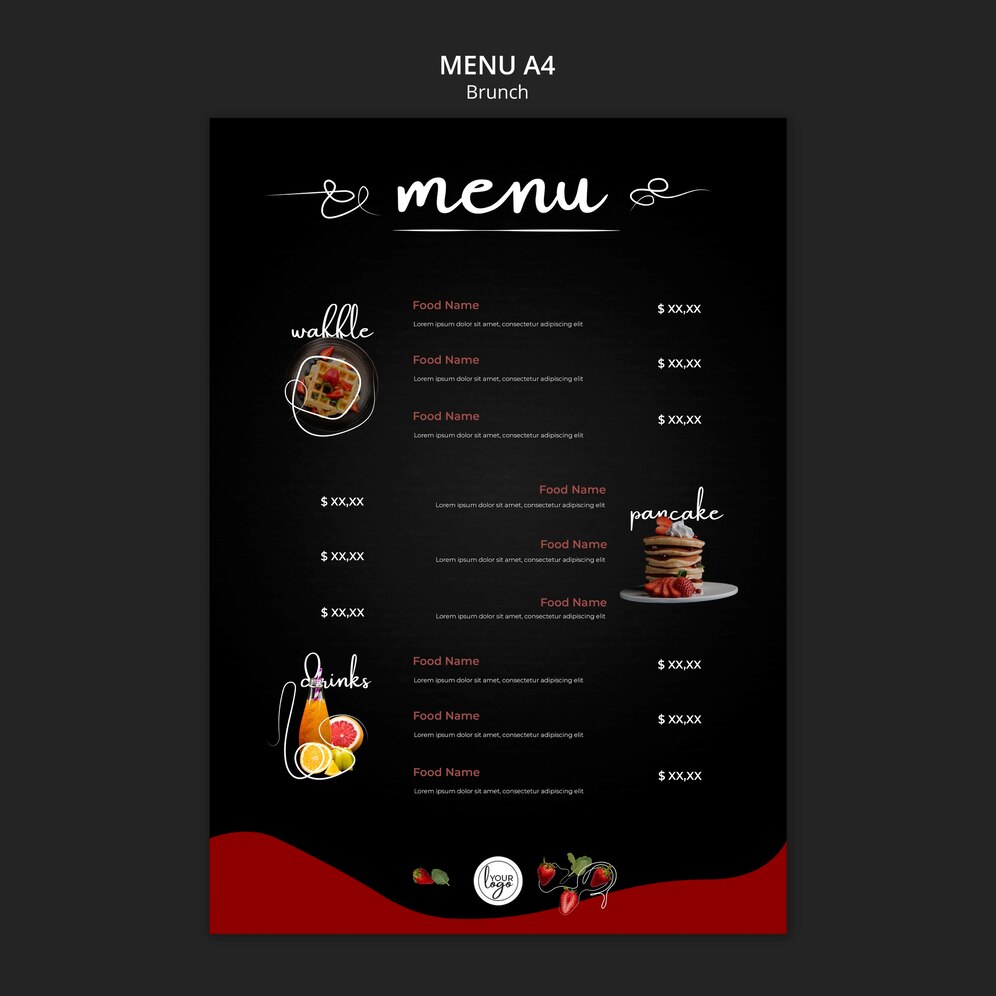 MENU A4
Brunch
menu
waffle
Food Name
$ XX,XX
Lorem ipsum dolor sit amet, consectetur adipiscing elit
Food Name
$ XX,XX
Lorem ipsum dolor sit amet, consectetur adipiscing elit
Food Name
$ XX,XX
Lorem ipsum dolor sit amet, consectetur adipiscing elit
pancake
Food Name
$ XX,XX
Lorem ipsum dolor sit amet, consectetur adipiscing elit
Food Name
$ XX,XX
Lorem ipsum dolor sit amet, consectetur adipiscing elit
Food Name
$ XX,XX
Lorem ipsum dolor sit amet, consectetur adipiscing elit
drinks
Food Name
$ XX,XX
Lorem ipsum dolor sit amet, consectetur adipiscing elit
Food Name
$ XX,XX
Lorem ipsum dolor sit amet, consectetur adipiscing elit
Food Name
$ XX,XX
Lorem ipsum dolor sit amet, consectetur adipiscing elit
YOUR
logo